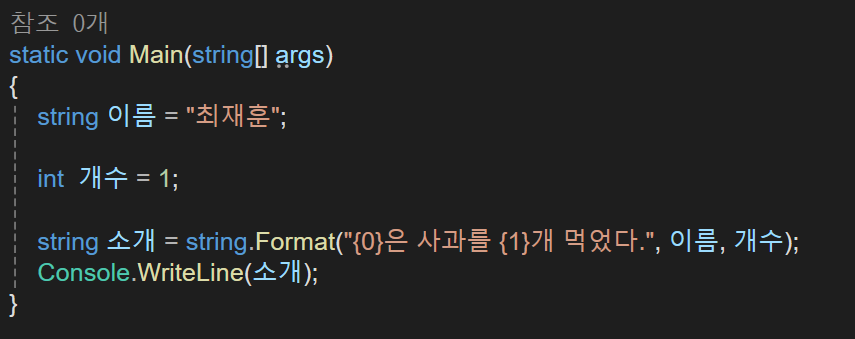 참조 0개
static void Main(string[] args)
{
string 이름 = "최재훈";
int 개수 = 1;
string 소개 = string.Format("{0}은 사과를 {1}개 먹었다.", 이름, 개수);
Console.WriteLine(소개);
}